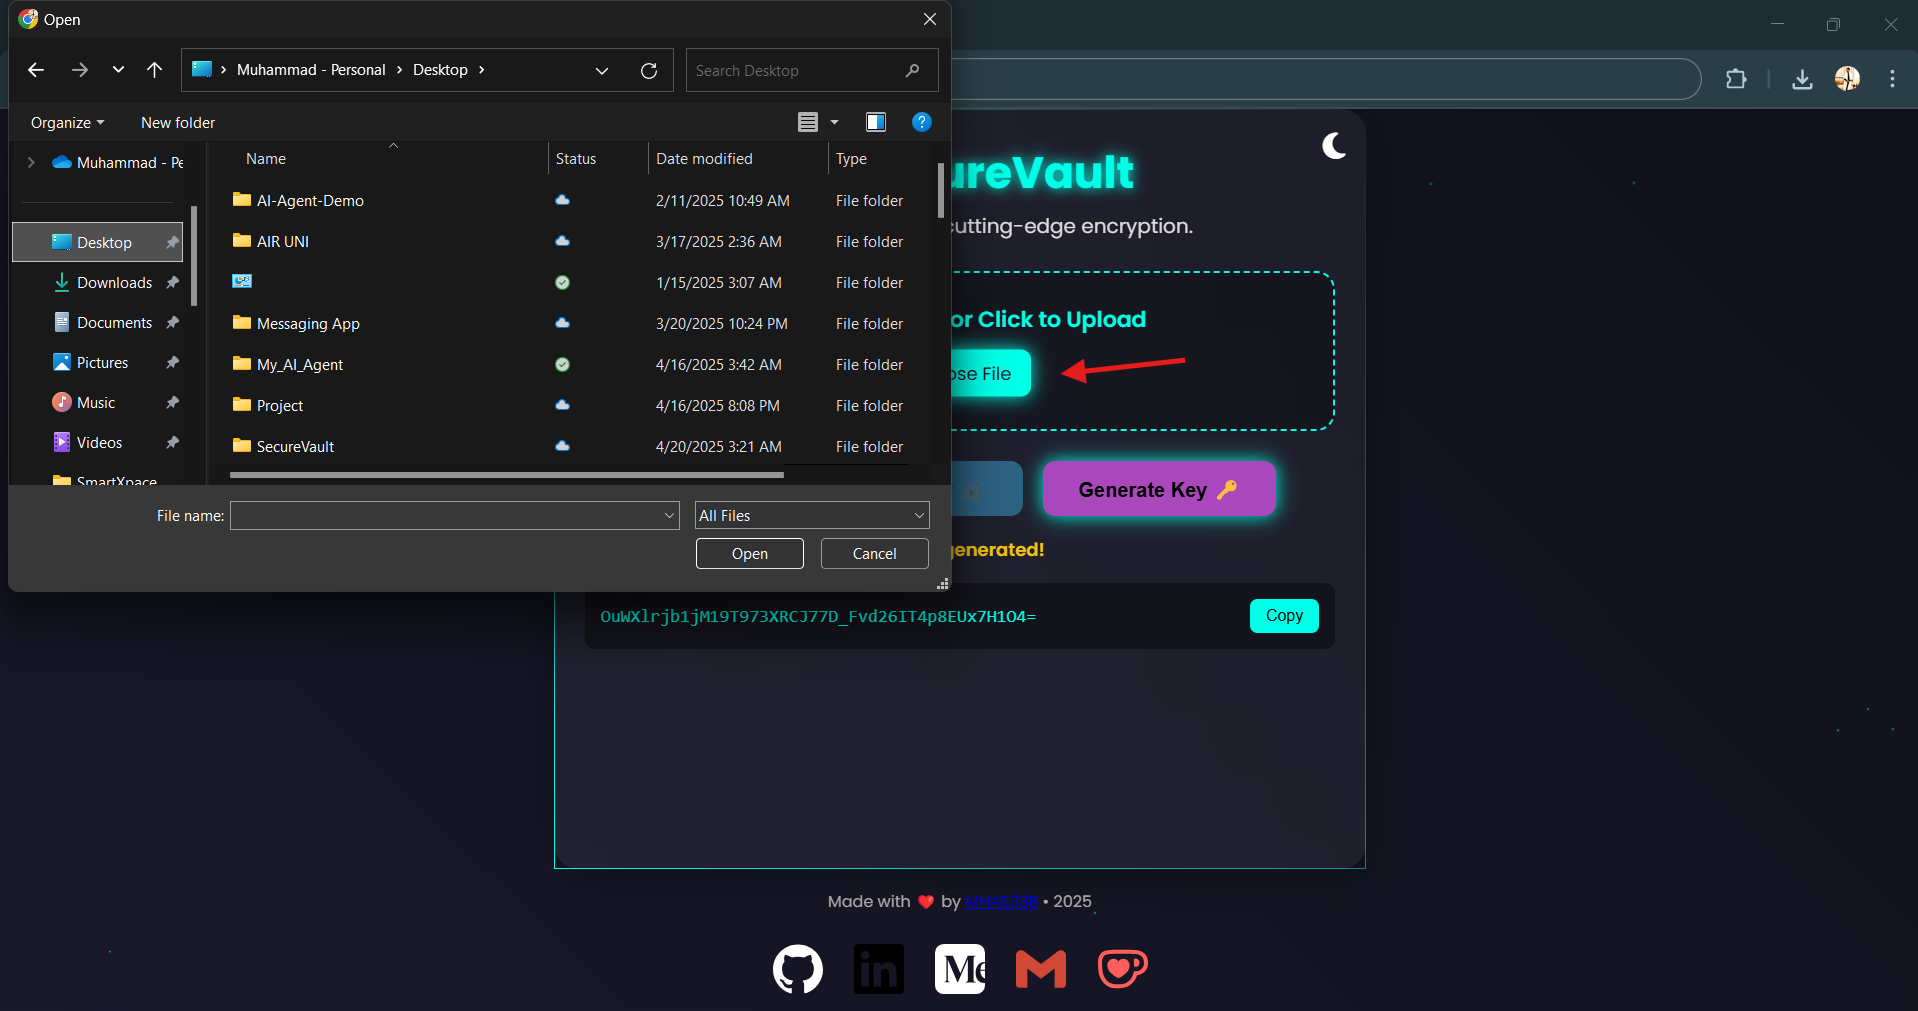 Open
Muhammad - Personal > Desktop >
Search Desktop
Organize
New folder
Name Status Date modified Type
Muhammad - Pe
Desktop
Downloads
Documents
Pictures
Music
Videos
SmartXpace
AI-Agent-Demo 2/11/2025 10:49 AM File folder
AIR UNI 3/17/2025 2:36 AM File folder
1/15/2025 3:07 AM File folder
Messaging App 3/20/2025 10:24 PM File folder
My_AI_Agent 4/16/2025 3:42 AM File folder
Project 4/16/2025 8:08 PM File folder
SecureVault 4/20/2025 3:21 AM File folder
File name:
All Files
Open Cancel
ureVault
utting-edge encryption.
or Click to Upload
ose File
Generate Key
generated!
OuWXlrjb1jM19T973XRCJ77D_Fvd26IT4p8EUx7H1O4=
Copy
Made with ❤️ by MH4533B • 2025
in
Me